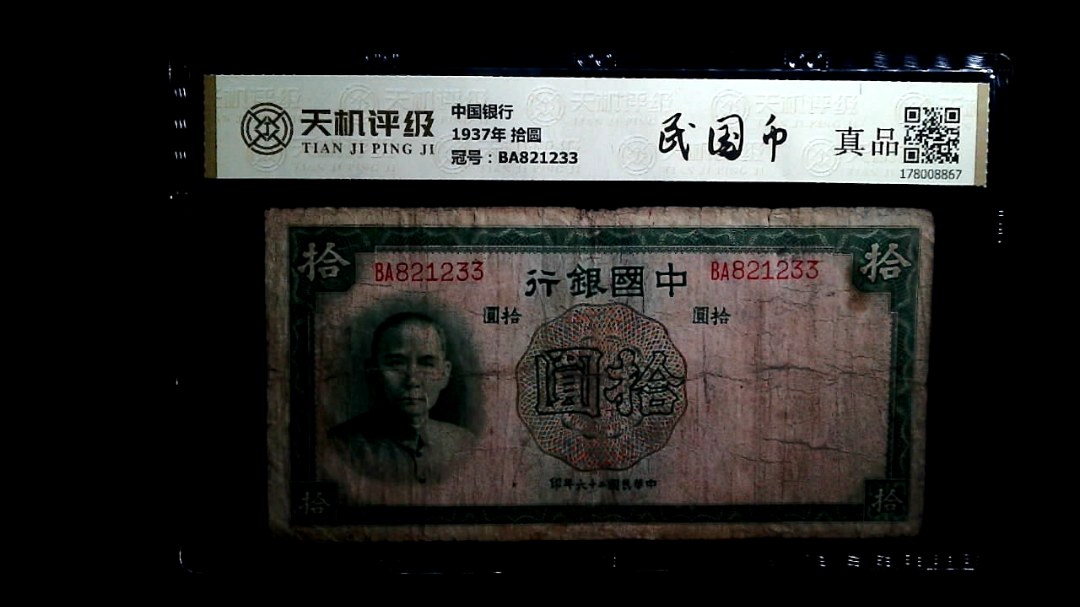 天机评级
TIAN JI PING JI
中国银行
1937年 拾圆
冠号：BA821233
民国币
真品
178008867
拾
拾
BA821233
中國銀行
BA821233
拾圓
拾圓
拾圓
中華民國二十六年印
拾
拾